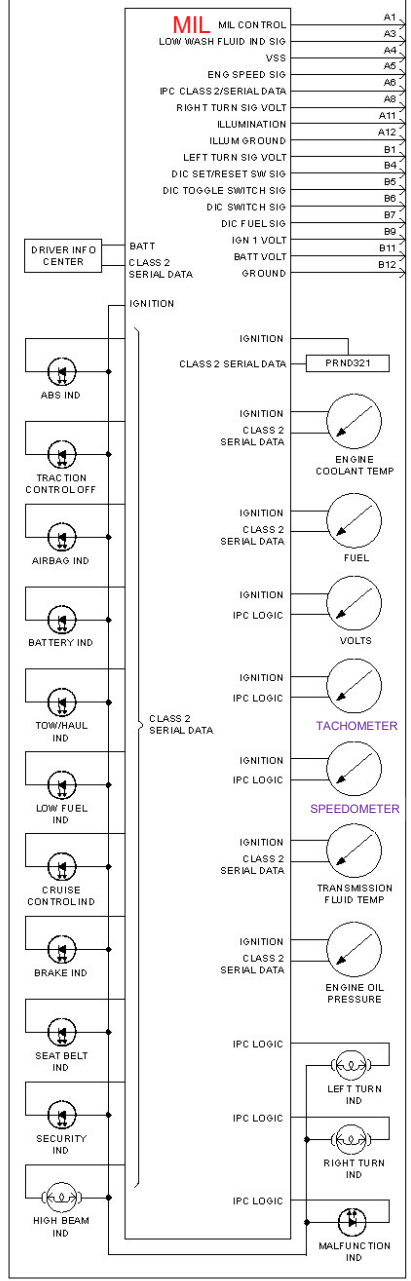 MIL MIL CONTROL A1
LOW WASH FLUID IND SIG A3
VSS A4
ENG SPEED SIG A5
IPC CLASS 2/SERIAL DATA A6
RIGHT TURN SIG VOLT A8
ILLUMINATION A11
ILLUM GROUND A12
LEFT TURN SIG VOLT B1
DIC SET/RESET SW SIG B4
DIC TOGGLE SWITCH SIG B5
DIC SWITCH SIG B6
DIC FUEL SIG B7
IGN 1 VOLT B9
BATT VOLT B11
GROUND B12
DRIVER INFO
CENTER
BATT
CLASS 2
SERIAL DATA
IGNITION
ABS IND
TRACTION
CONTROL OFF
AIRBAG IND
BATTERY IND
TOW/HAUL
IND
LOW FUEL
IND
CRUISE
CONTROL IND
BRAKE IND
SEAT BELT
IND
SECURITY
IND
HIGH BEAM
IND
CLASS 2
SERIAL DATA
IGNITION
CLASS 2 SERIAL DATA
PRND321
IGNITION
CLASS 2
SERIAL DATA
ENGINE
COOLANT TEMP
IGNITION
CLASS 2
SERIAL DATA
FUEL
IGNITION
IPC LOGIC
VOLTS
IGNITION
IPC LOGIC
TACHOMETER
IGNITION
IPC LOGIC
SPEEDOMETER
IGNITION
CLASS 2
SERIAL DATA
TRANSMISSION
FLUID TEMP
IGNITION
CLASS 2
SERIAL DATA
ENGINE OIL
PRESSURE
IPC LOGIC
LEFT TURN
IND
IPC LOGIC
RIGHT TURN
IND
IPC LOGIC
MALFUNCTION
IND